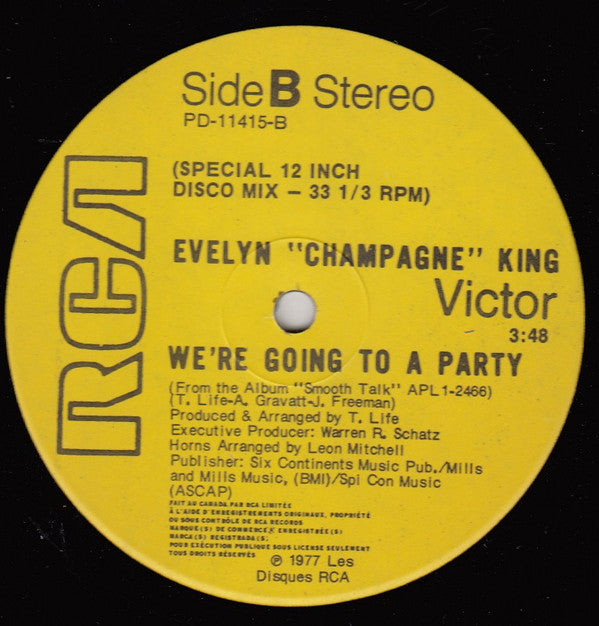 Side B Stereo
PD-11415-B
(SPECIAL 12 INCH
DISCO MIX – 33 1/3 RPM)
RCA
EVELYN "CHAMPAGNE" KING
Victor
3:48
WE'RE GOING TO A PARTY
(From the Album "Smooth Talk" APL1-2466)
(T. Life-A. Gravatt-J. Freeman)
Produced & Arranged by T. Life
Executive Producer: Warren R. Schatz
Horns Arranged by Leon Mitchell
Publisher: Six Continents Music Pub./Mills
and Mills Music, (BMI)/Spi Con Music
(ASCAP)
FAIT AU CANADA PAR RCA LIMITÉE
À L'AIDE D'ENREGISTREMENTS ORIGINAUX, PROPRIÉTÉ
OU SOUS CONTRÔLE DE RCA RECORDS
MARQUE(S) DE COMMERCE ENREGISTRÉE(S)
MARCA(S) REGISTRADA(S).
POUR EXÉCUTION PUBLIQUE SOUS LICENSE SEULEMENT
TOUS DROITS RÉSERVÉS
℗ 1977 Les
Disques RCA